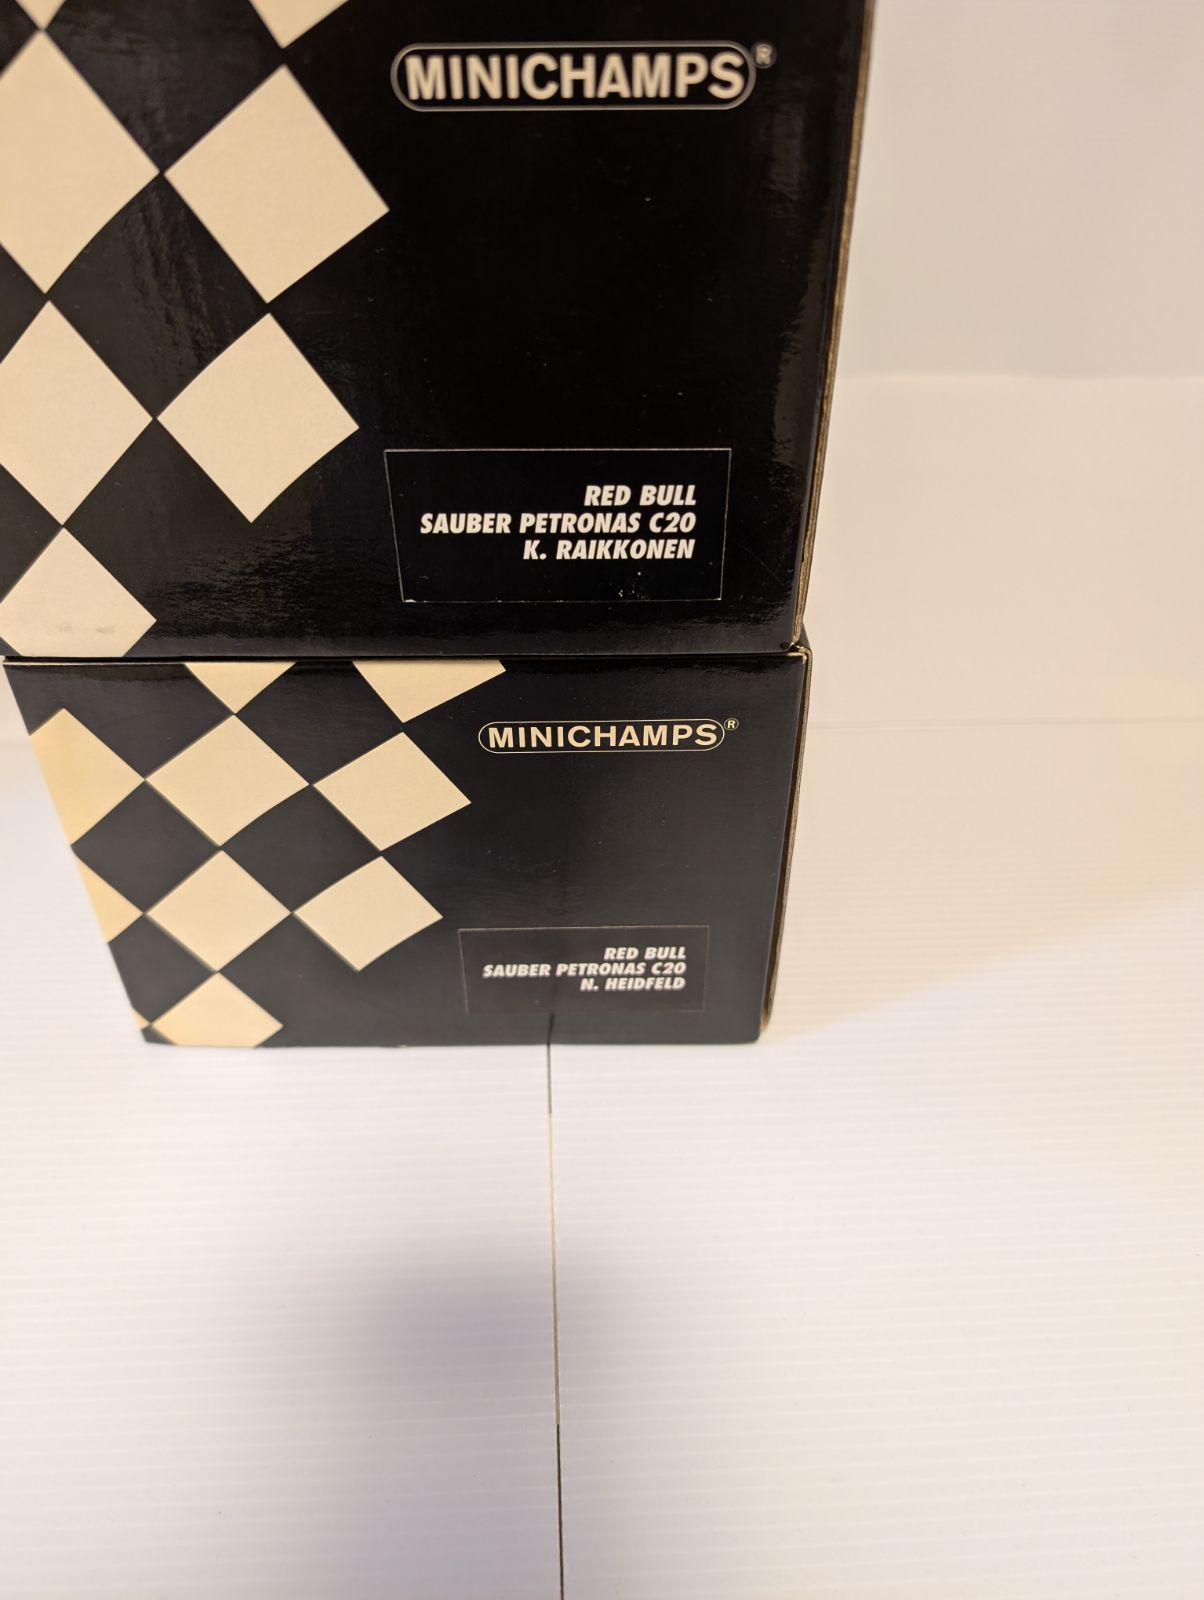 MINICHAMPS®
RED BULL
SAUBER PETRONAS C20
K. RAIKKONEN
MINICHAMPS®
RED BULL
SAUBER PETRONAS C20
N. HEIDFELD